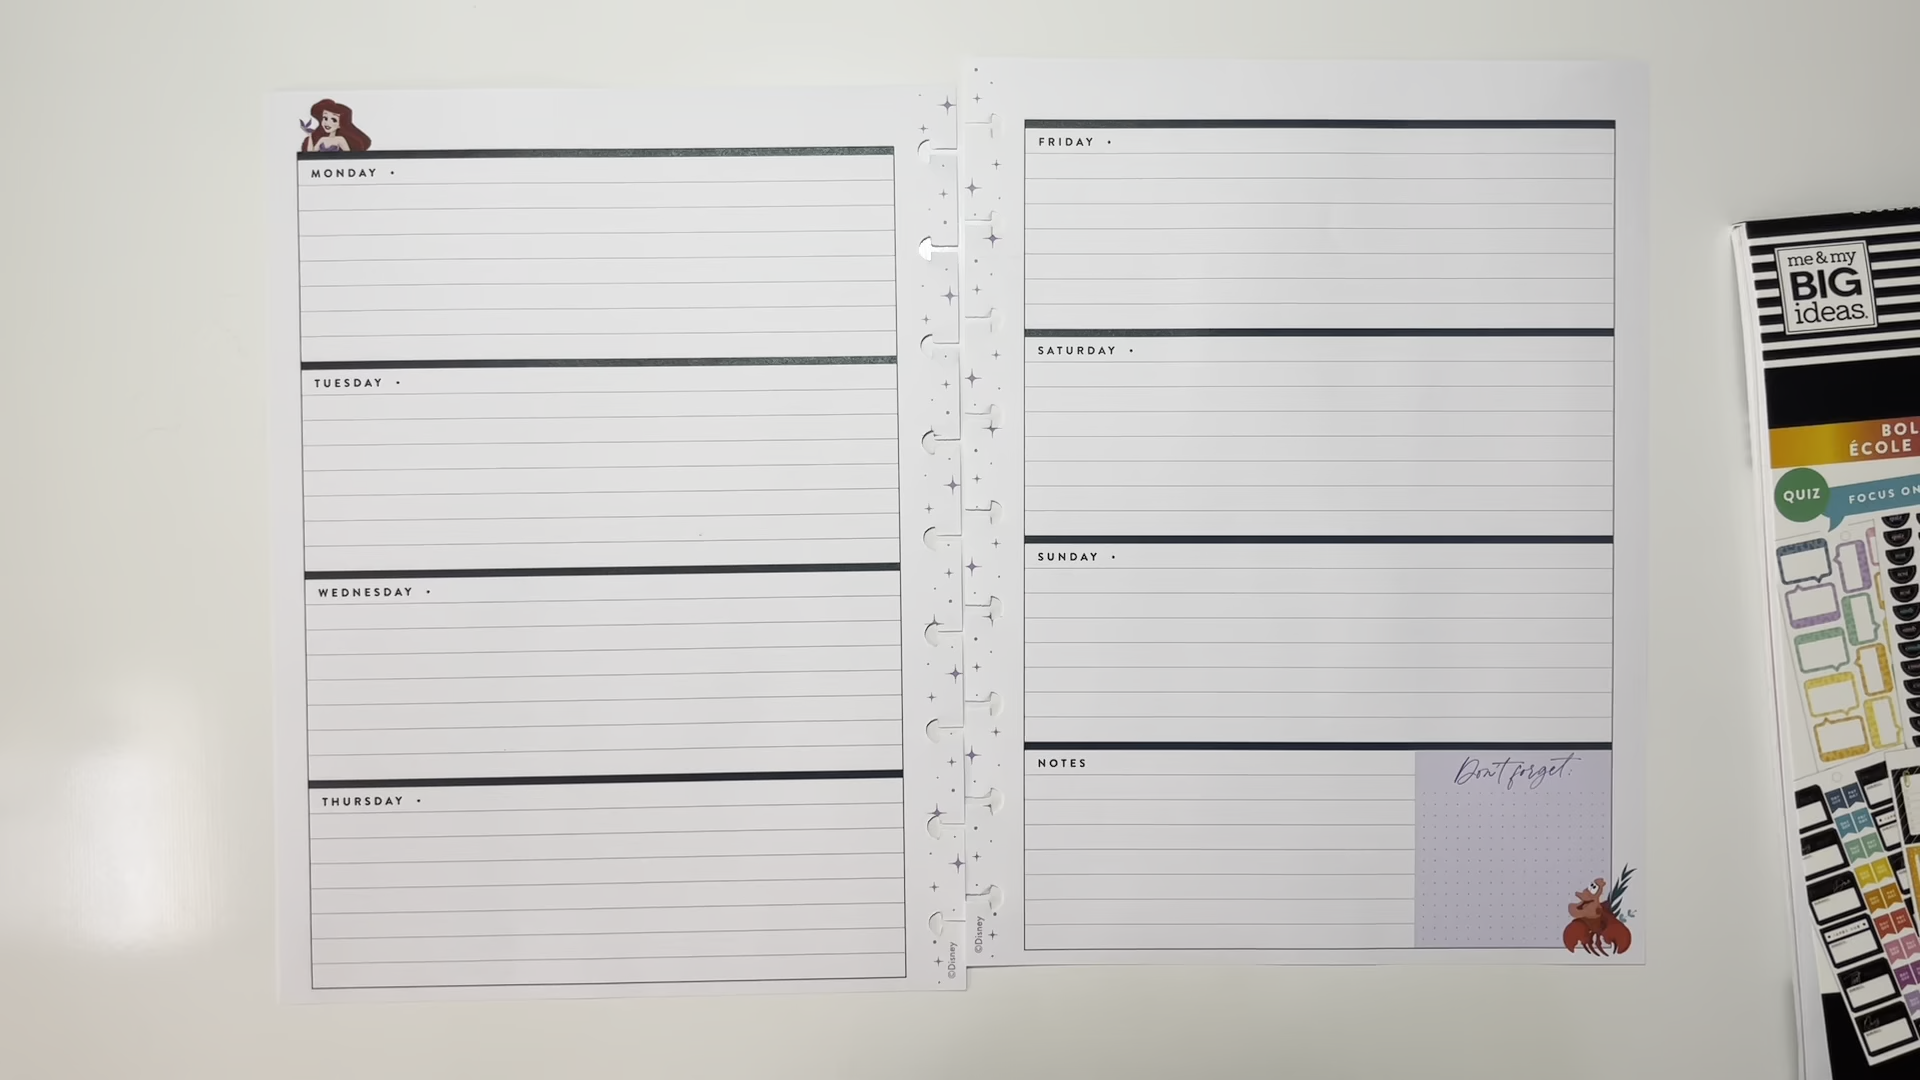 MONDAY •
TUESDAY •
WEDNESDAY •
THURSDAY •
©Disney
©Disney
FRIDAY •
SATURDAY •
SUNDAY •
NOTES
Don't forget:
me & my
BIG
ideas.
BOL
ÉCOLE
QUIZ
FOCUS ON